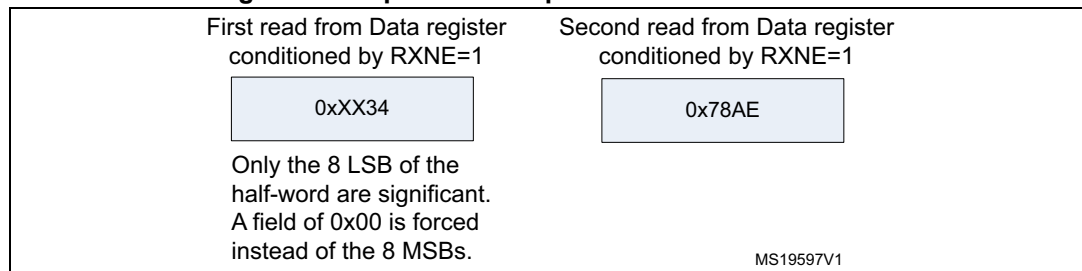 First read from Data register
conditioned by RXNE=1
0xXX34
Only the 8 LSB of the
half-word are significant.
A field of 0x00 is forced
instead of the 8 MSBs.
Second read from Data register
conditioned by RXNE=1
0x78AE
MS19597V1